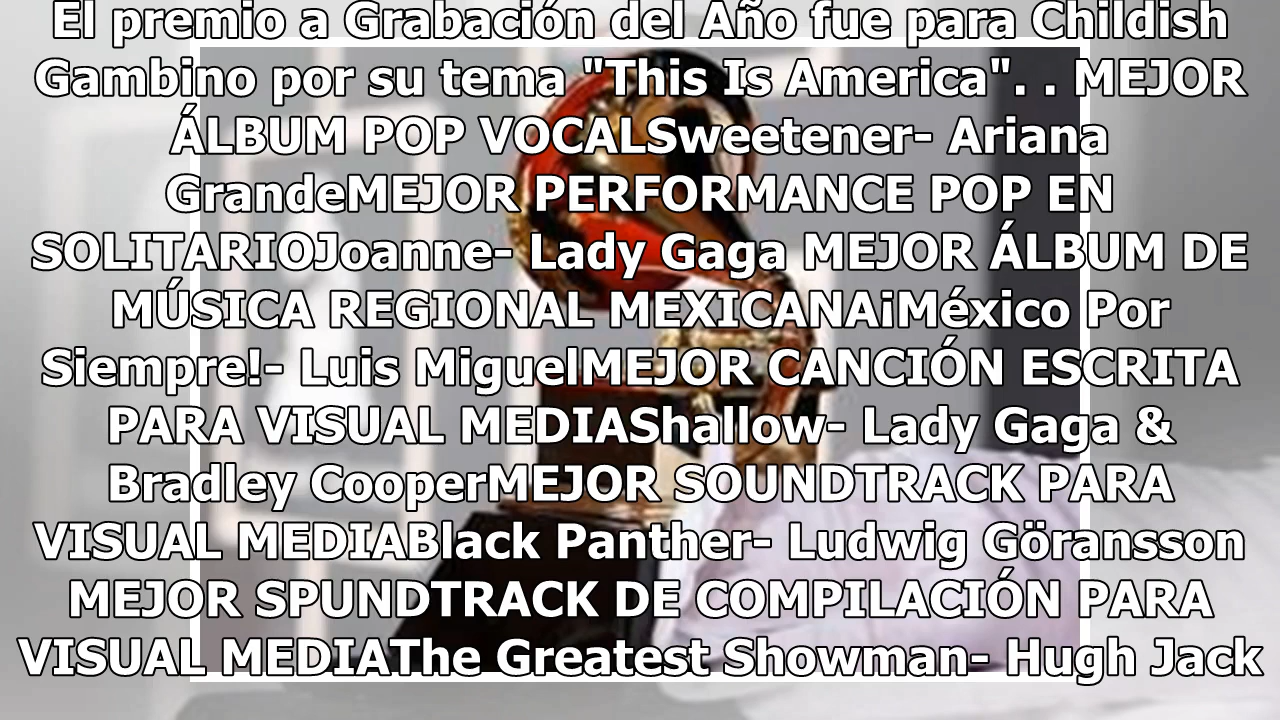 El premio a Grabación del Año fue para Childish
Gambino por su tema "This Is America". . MEJOR
ÁLBUM POP VOCALSweetener- Ariana
GrandeMEJOR PERFORMANCE POP EN
SOLITARIOJoanne- Lady Gaga MEJOR ÁLBUM DE
MÚSICA REGIONAL MEXICANA¡México Por
Siempre!- Luis MiguelMEJOR CANCIÓN ESCRITA
PARA VISUAL MEDIAShallow- Lady Gaga &
Bradley CooperMEJOR SOUNDTRACK PARA
VISUAL MEDIABlack Panther- Ludwig Göransson
MEJOR SPUNDTRACK DE COMPILACIÓN PARA
VISUAL MEDIAThe Greatest Showman- Hugh Jack